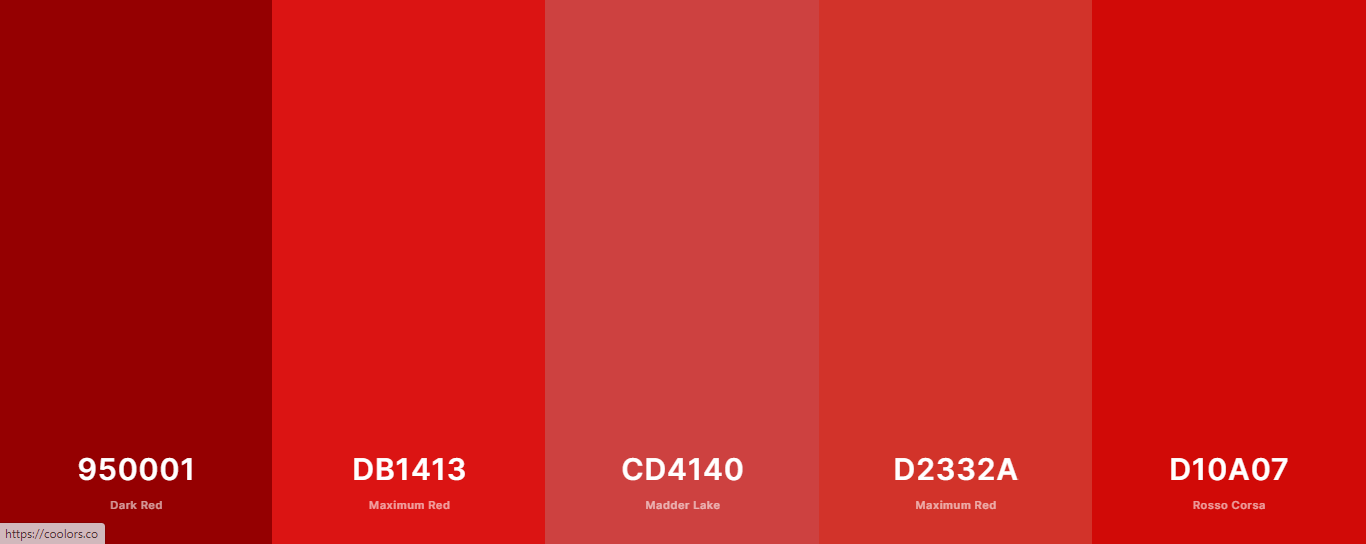 950001
Dark Red
DB1413
Maximum Red
CD4140
Madder Lake
D2332A
Maximum Red
D10A07
Rosso Corsa
https://coolors.co